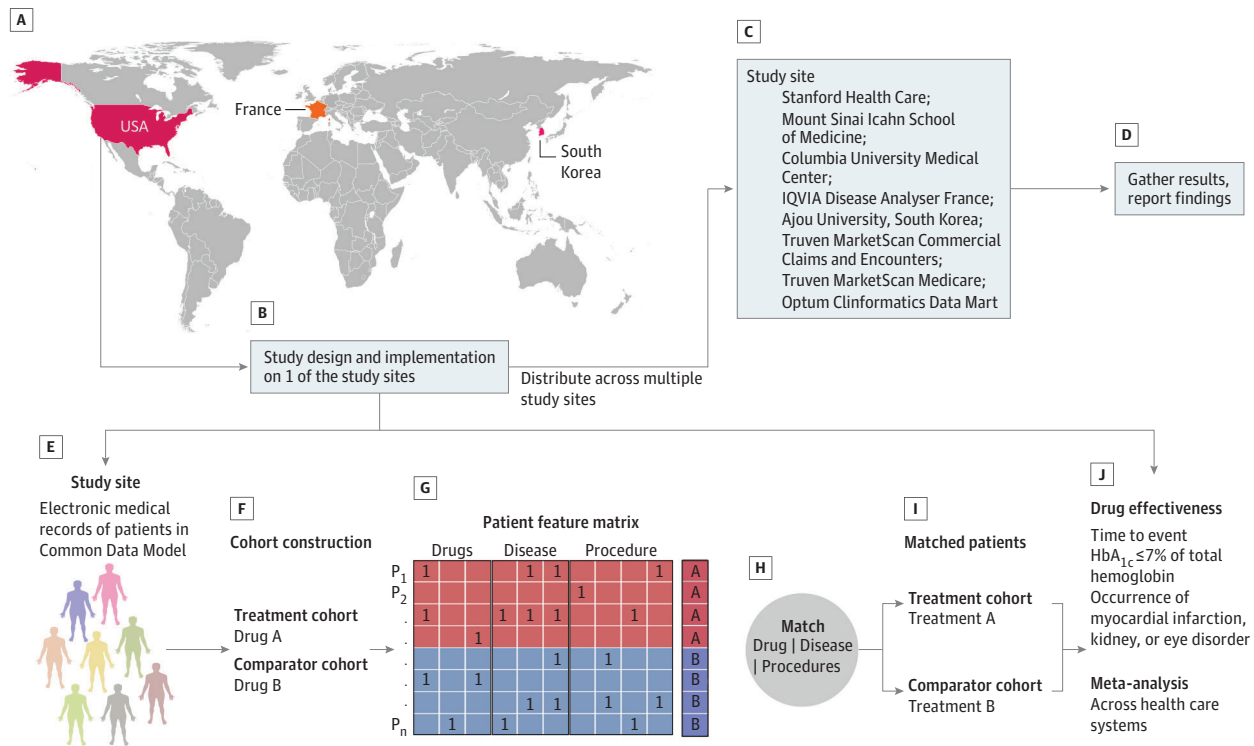 A
USA
France
South
Korea
B
Study design and implementation
on 1 of the study sites
Distribute across multiple
study sites
C
Study site
Stanford Health Care;
Mount Sinai Icahn School
of Medicine;
Columbia University Medical
Center;
IQVIA Disease Analyser France;
Ajou University, South Korea;
Truven MarketScan Commercial
Claims and Encounters;
Truven MarketScan Medicare;
Optum Clinformatics Data Mart
D
Gather results,
report findings
E
Study site
Electronic medical
records of patients in
Common Data Model
F
Cohort construction
Treatment cohort
Drug A
Comparator cohort
Drug B
G
Patient feature matrix
Drugs Disease Procedure
P1 1 1 1 1 A
P2 1 A
. 1 1 1 1 1 A
. 1 A
. 1 1 B
. 1 1 B
. 1 1 1 1 B
Pn 1 1 1 B
H
Match
Drug | Disease
| Procedures
I
Matched patients
Treatment cohort
Treatment A
Comparator cohort
Treatment B
J
Drug effectiveness
Time to event
HbA1c ≤7% of total
hemoglobin
Occurrence of
myocardial infarction,
kidney, or eye disorder
Meta-analysis
Across health care
systems